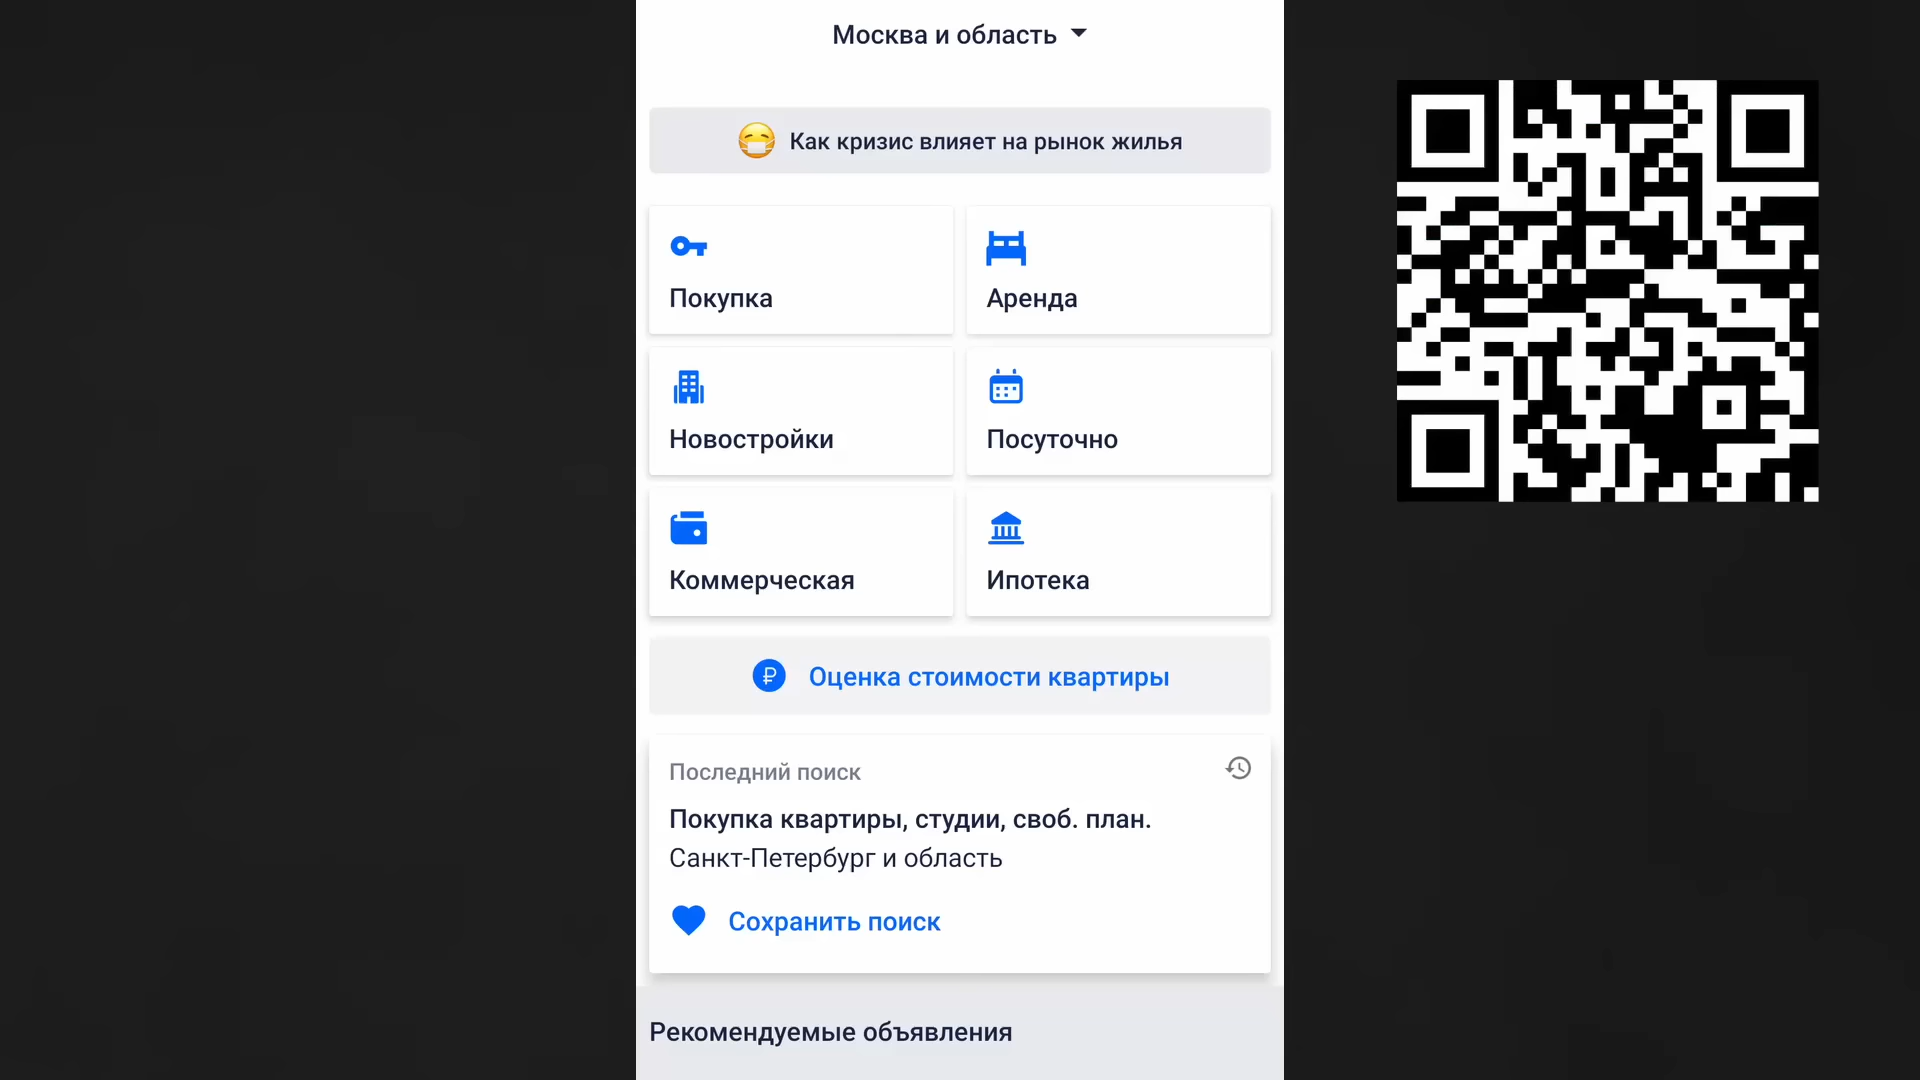 Москва и область
Как кризис влияет на рынок жилья
Покупка
Аренда
Новостройки
Посуточно
Коммерческая
Ипотека
Оценка стоимости квартиры
Последний поиск
Покупка квартиры, студии, своб. план.
Санкт-Петербург и область
Сохранить поиск
Рекомендуемые объявления